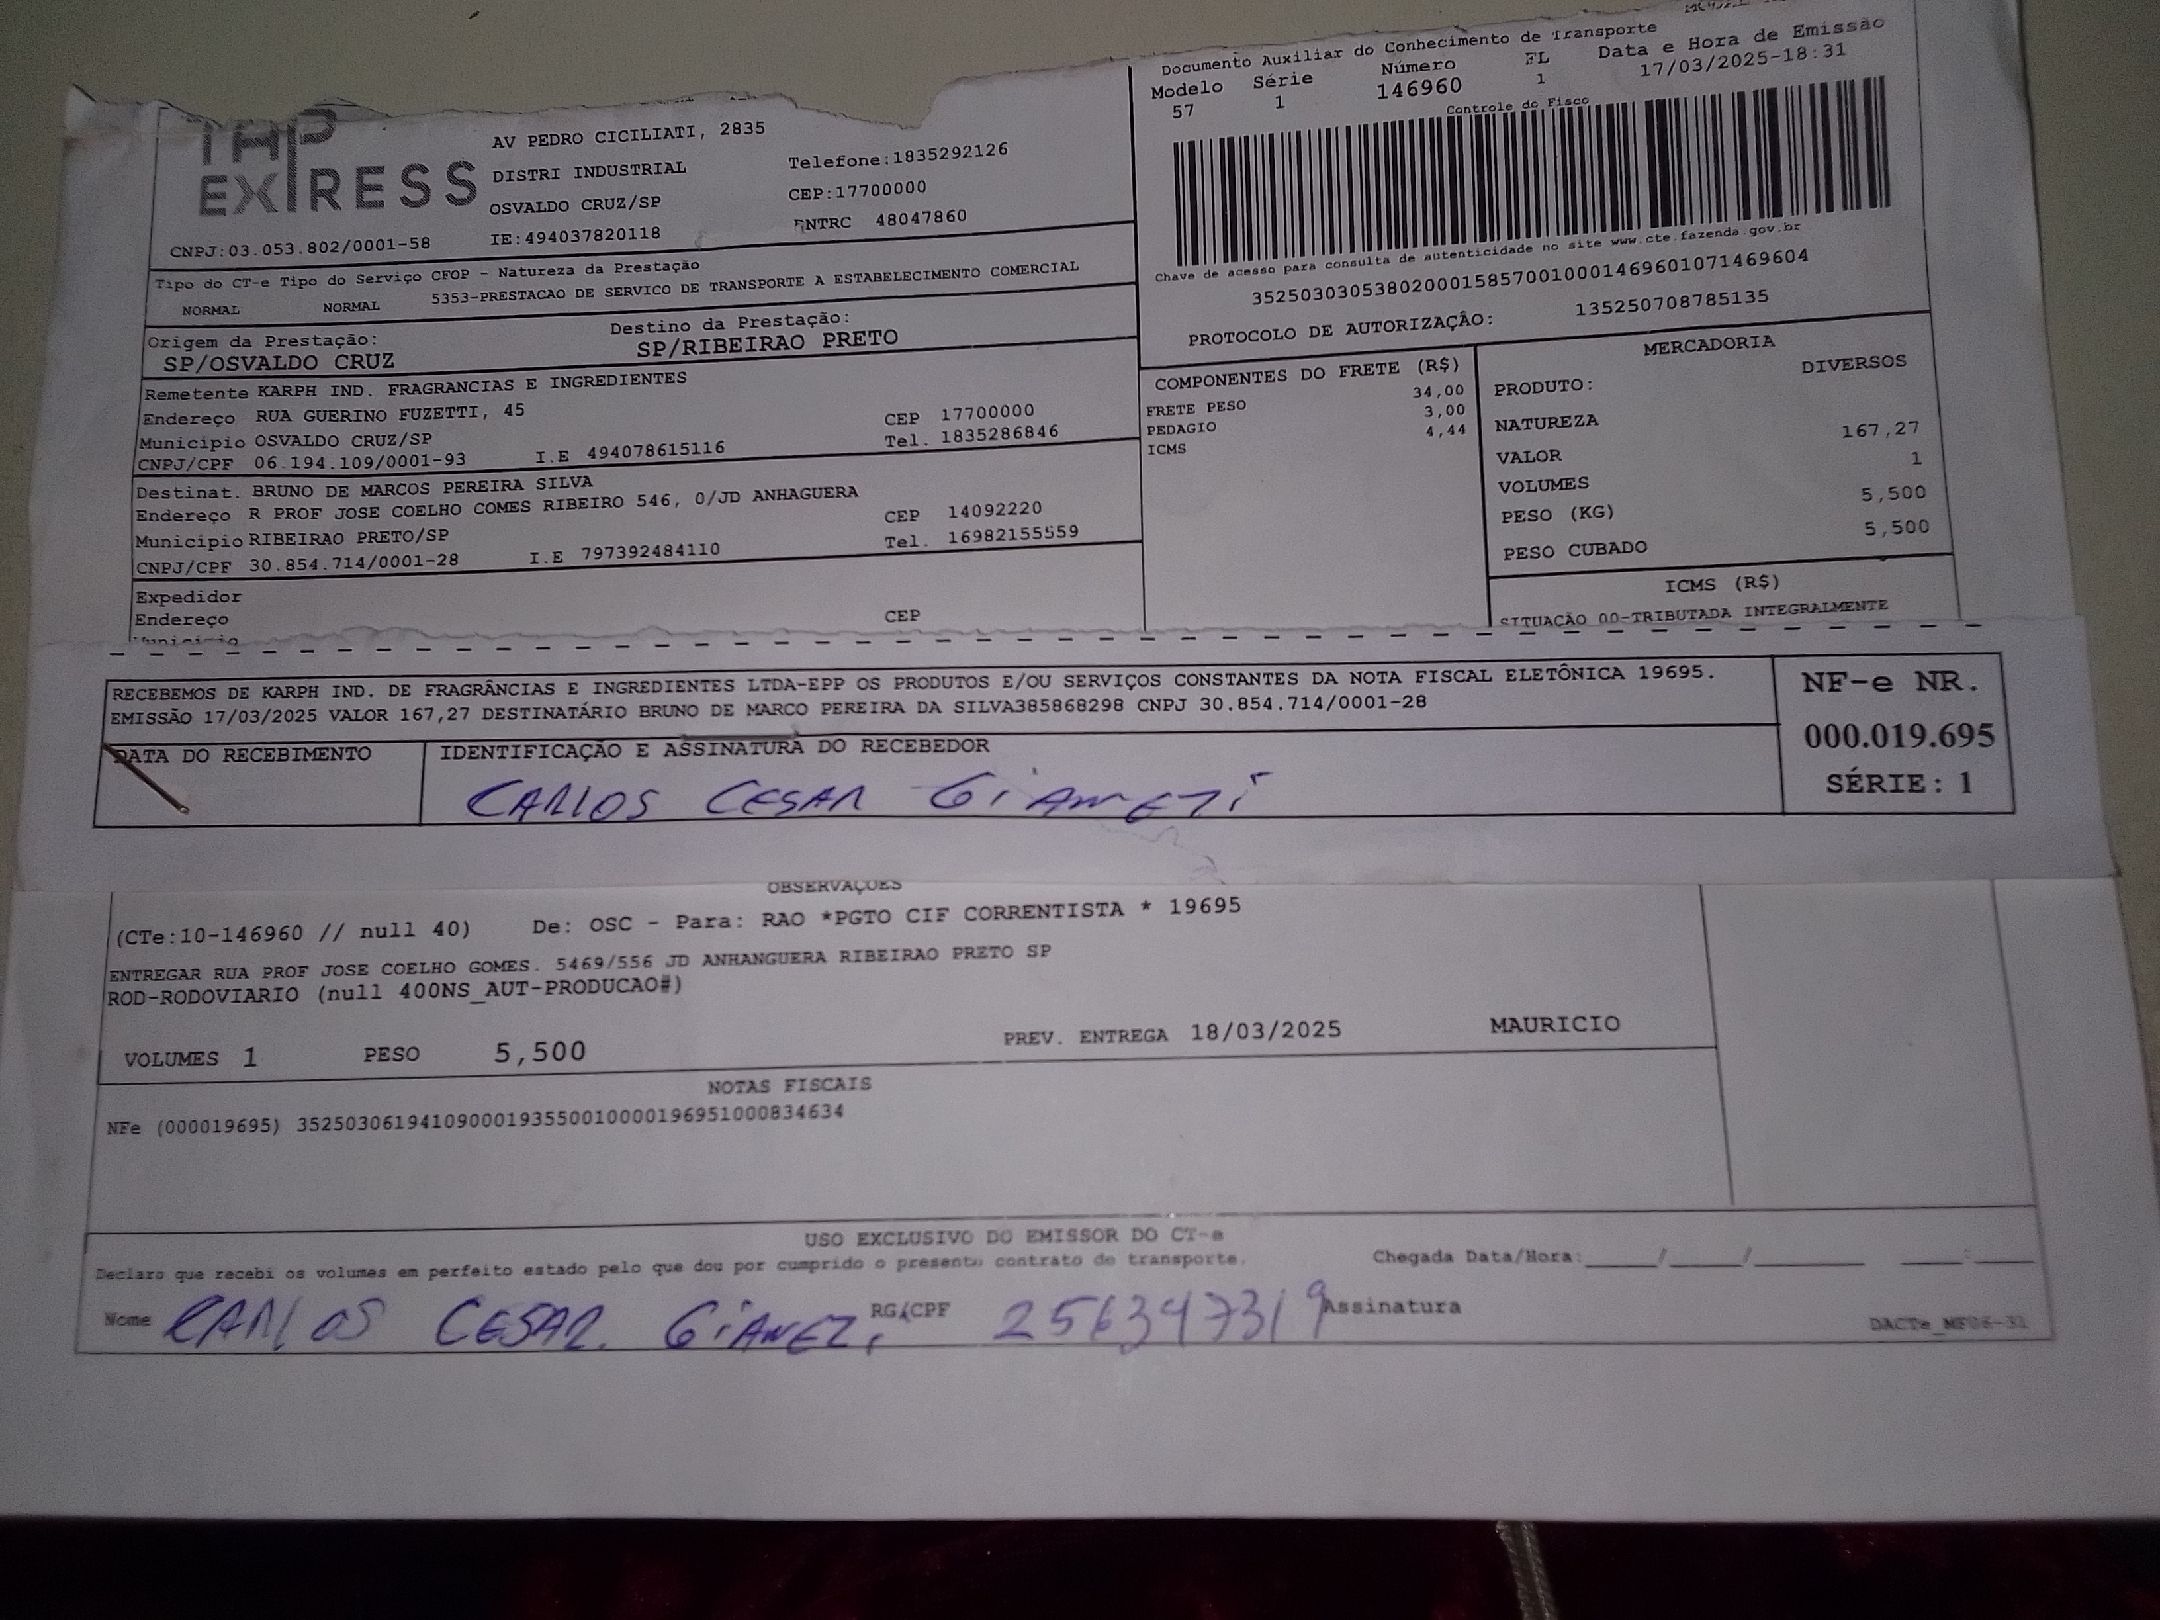 Documento Auxiliar do Conhecimento de Transporte
Modelo Série Número FL Data e Hora de Emissão
57 1 146960 1 17/03/2025-18:31
Controle do Fisco
TAP
EXPRESS
AV PEDRO CICILIATI, 2835
DISTRI INDUSTRIAL Telefone:1835292126
OSVALDO CRUZ/SP CEP:17700000
CNPJ:03.053.802/0001-58 IE:494037820118 NTRC 48047860
Chave de acesso para consulta de autenticidade no site www.cte.fazenda.gov.br
35250303053802000158570010001469601071469604
PROTOCOLO DE AUTORIZAÇÃO: 135250708785135
Tipo do CT-e Tipo do Serviço CFOP - Natureza da Prestação
NORMAL NORMAL 5353-PRESTACAO DE SERVICO DE TRANSPORTE A ESTABELECIMENTO COMERCIAL
Origem da Prestação: Destino da Prestação:
SP/OSVALDO CRUZ SP/RIBEIRAO PRETO
Remetente KARPH IND. FRAGRANCIAS E INGREDIENTES
Endereço RUA GUERINO FUZETTI, 45 CEP 17700000
Municipio OSVALDO CRUZ/SP Tel. 1835286846
CNPJ/CPF 06.194.109/0001-93 I.E 494078615116
Destinat. BRUNO DE MARCOS PEREIRA SILVA
Endereço R PROF JOSE COELHO COMES RIBEIRO 546, 0/JD ANHAGUERA CEP 14092220
Município RIBEIRAO PRETO/SP Tel. 16982155559
CNPJ/CPF 30.854.714/0001-28 I.E 797392484110
Expedidor
Endereço CEP
COMPONENTES DO FRETE (R$)
FRETE PESO 34,00
PEDAGIO 3,00
ICMS 4,44
MERCADORIA
PRODUTO: DIVERSOS
NATUREZA
VALOR 167,27
VOLUMES 1
PESO (KG) 5,500
PESO CUBADO 5,500
ICMS (R$)
SITUAÇÃO 00-TRIBUTADA INTEGRALMENTE
RECEBEMOS DE KARPH IND. DE FRAGRÂNCIAS E INGREDIENTES LTDA-EPP OS PRODUTOS E/OU SERVIÇOS CONSTANTES DA NOTA FISCAL ELETÔNICA 19695.
EMISSÃO 17/03/2025 VALOR 167,27 DESTINATÁRIO BRUNO DE MARCO PEREIRA DA SILVA385868298 CNPJ 30.854.714/0001-28
NF-e NR.
000.019.695
SÉRIE: 1
DATA DO RECEBIMENTO IDENTIFICAÇÃO E ASSINATURA DO RECEBEDOR
CARLOS CESAR
OBSERVAÇÕES
(CTe:10-146960 // null 40) De: OSC - Para: RAO *PGTO CIF CORRENTISTA * 19695
ENTREGAR RUA PROF JOSE COELHO GOMES. 5469/556 JD ANHANGUERA RIBEIRAO PRETO SP
ROD-RODOVIARIO (null 400NS_AUT-PRODUCAO#)
VOLUMES 1 PESO 5,500 PREV. ENTREGA 18/03/2025 MAURICIO
NOTAS FISCAIS
NFe (000019695) 35250306194109000193550010000196951000834634
USO EXCLUSIVO DO EMISSOR DO CT-e
Declaro que recebi os volumes em perfeito estado pelo que dou por cumprido o presente contrato de transporte. Chegada Data/Hora:____/____/____ ___:___
Nome CARLOS CESAR. RG/CPF 256347319 Assinatura
DACTe_MF06-31